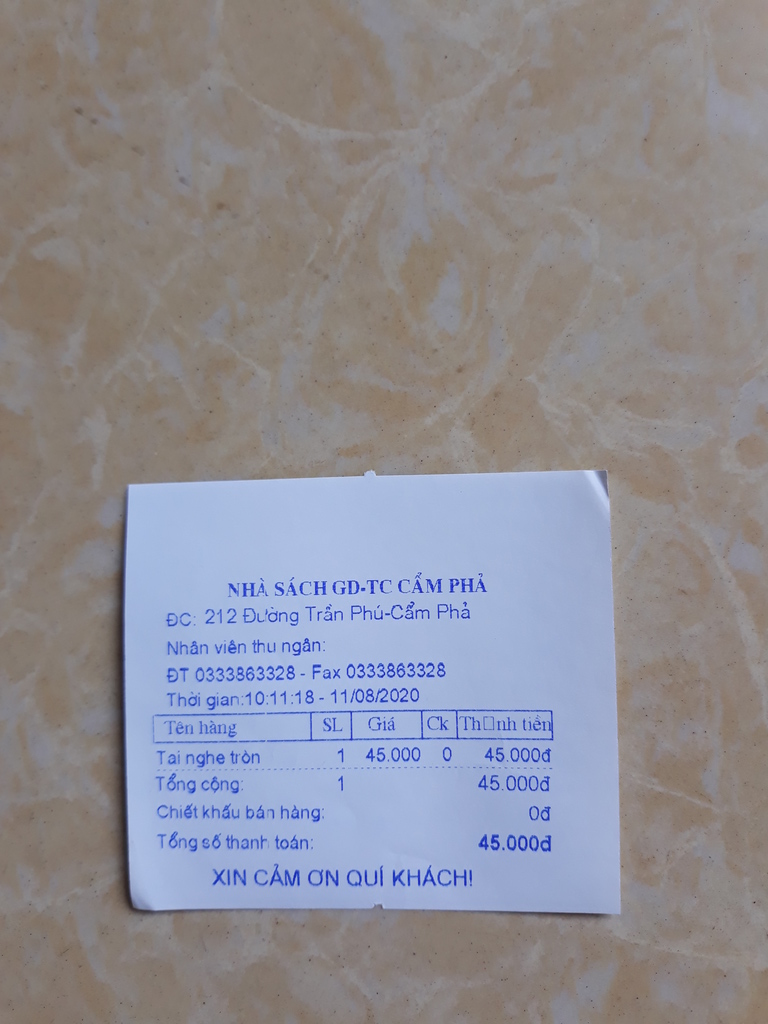 NHÀ SÁCH GD-TC CẨM PHẢ
ĐC: 212 Đường Trần Phú-Cẩm Phả
Nhân viên thu ngân:
ĐT 0333863328 - Fax 0333863328
Thời gian:10:11:18 - 11/08/2020
Tên hàng SL Giá Ck Th□nh tiền
Tai nghe tròn 1 45.000 0 45.000đ
Tổng cộng: 1 45.000đ
Chiết khấu bán hàng: 0đ
Tổng số thanh toán: 45.000đ
XIN CẢM ƠN QUÍ KHÁCH!